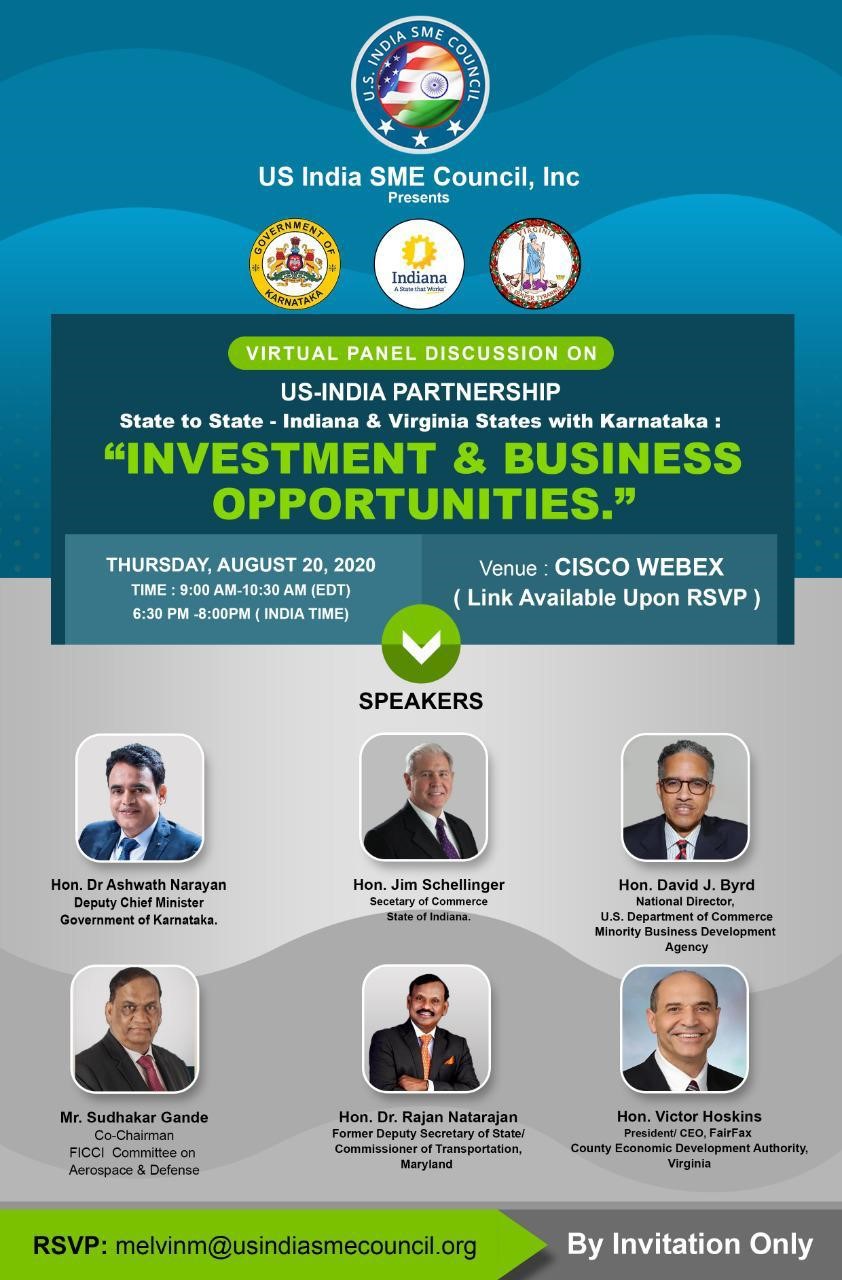 U.S. INDIA SME COUNCIL
US India SME Council, Inc
Presents
GOVERNMENT OF
KARNATAKA
Indiana
A State that Works
VIRGINIA
VIRTUAL PANEL DISCUSSION ON
US-INDIA PARTNERSHIP
State to State - Indiana & Virginia States with Karnataka :
“INVESTMENT & BUSINESS
OPPORTUNITIES.”
THURSDAY, AUGUST 20, 2020
TIME : 9:00 AM-10:30 AM (EDT)
6:30 PM -8:00PM ( INDIA TIME)
Venue : CISCO WEBEX
( Link Available Upon RSVP )
SPEAKERS
Hon. Dr Ashwath Narayan
Deputy Chief Minister
Government of Karnataka.
Hon. Jim Schellinger
Secetary of Commerce
State of Indiana.
Hon. David J. Byrd
National Director,
U.S. Department of Commerce
Minority Business Development
Agency
Mr. Sudhakar Gande
Co-Chairman
FICCI Committee on
Aerospace & Defense
Hon. Dr. Rajan Natarajan
Former Deputy Secretary of State/
Commissioner of Transportation,
Maryland
Hon. Victor Hoskins
President/ CEO, FairFax
County Economic Development Authority,
Virginia
RSVP: melvinm@usindiasmecouncil.org
By Invitation Only